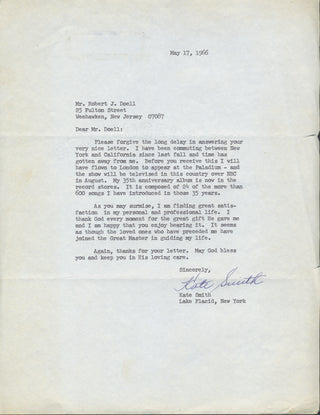 May 17, 1966
Mr. Robert J. Doell
85 Fulton Street
Weehawken, New Jersey 07087
Dear Mr. Doell:
Please forgive the long delay in answering your
very nice letter. I have been commuting between New
York and California since last fall and time has
gotten away from me. Before you receive this I will
have flown to London to appear at the Paladium - and
the show will be televised in this country over NBC
in August. My 35th anniversary album is now in the
record stores. It is composed of 24 of the more than
600 songs I have introduced in those 35 years.
As you may surmise, I am finding great satis-
faction in my personal and professional life. I
thank God every moment for the great gift He gave me
and I am happy that you enjoy hearing it. It seems
as though the loved ones who have preceded me have
joined the Great Master in guiding my life.
Again, thanks for your letter. May God bless
you and keep you in His loving care.
Sincerely,
Kate Smith
Kate Smith
Lake Placid, New York